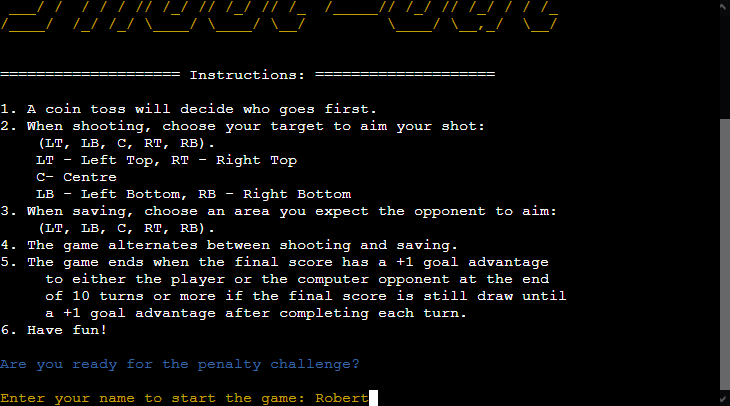 ==================== Instructions: ====================
1. A coin toss will decide who goes first.
2. When shooting, choose your target to aim your shot:
(LT, LB, C, RT, RB).
LT - Left Top, RT - Right Top
C- Centre
LB - Left Bottom, RB - Right Bottom
3. When saving, choose an area you expect the opponent to aim:
(LT, LB, C, RT, RB).
4. The game alternates between shooting and saving.
5. The game ends when the final score has a +1 goal advantage
to either the player or the computer opponent at the end
of 10 turns or more if the final score is still draw until
a +1 goal advantage after completing each turn.
6. Have fun!
Are you ready for the penalty challenge?
Enter your name to start the game: Robert